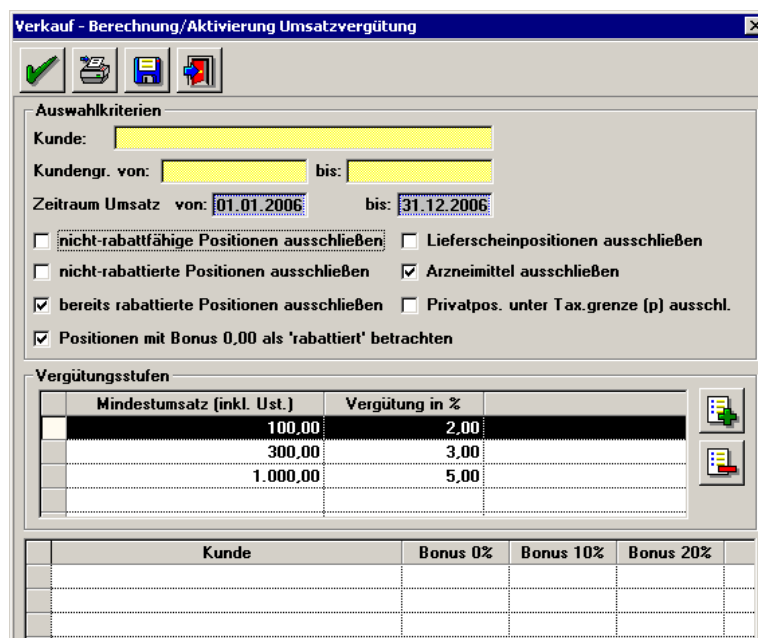 Verkauf - Berechnung/Aktivierung Umsatzvergütung
Auswahlkriterien
Kunde:
Kundengr. von: bis:
Zeitraum Umsatz von: 01.01.2006 bis: 31.12.2006
nicht-rabattfähige Positionen ausschließen Lieferscheinpositionen ausschließen
nicht-rabattierte Positionen ausschließen Arzneimittel ausschließen
bereits rabattierte Positionen ausschließen Privatpos. unter Tax.grenze (p) ausschl.
Positionen mit Bonus 0,00 als 'rabattiert' betrachten
Vergütungsstufen
Mindestumsatz (inkl. Ust.) Vergütung in %
100,00 2,00
300,00 3,00
1.000,00 5,00
Kunde Bonus 0% Bonus 10% Bonus 20%